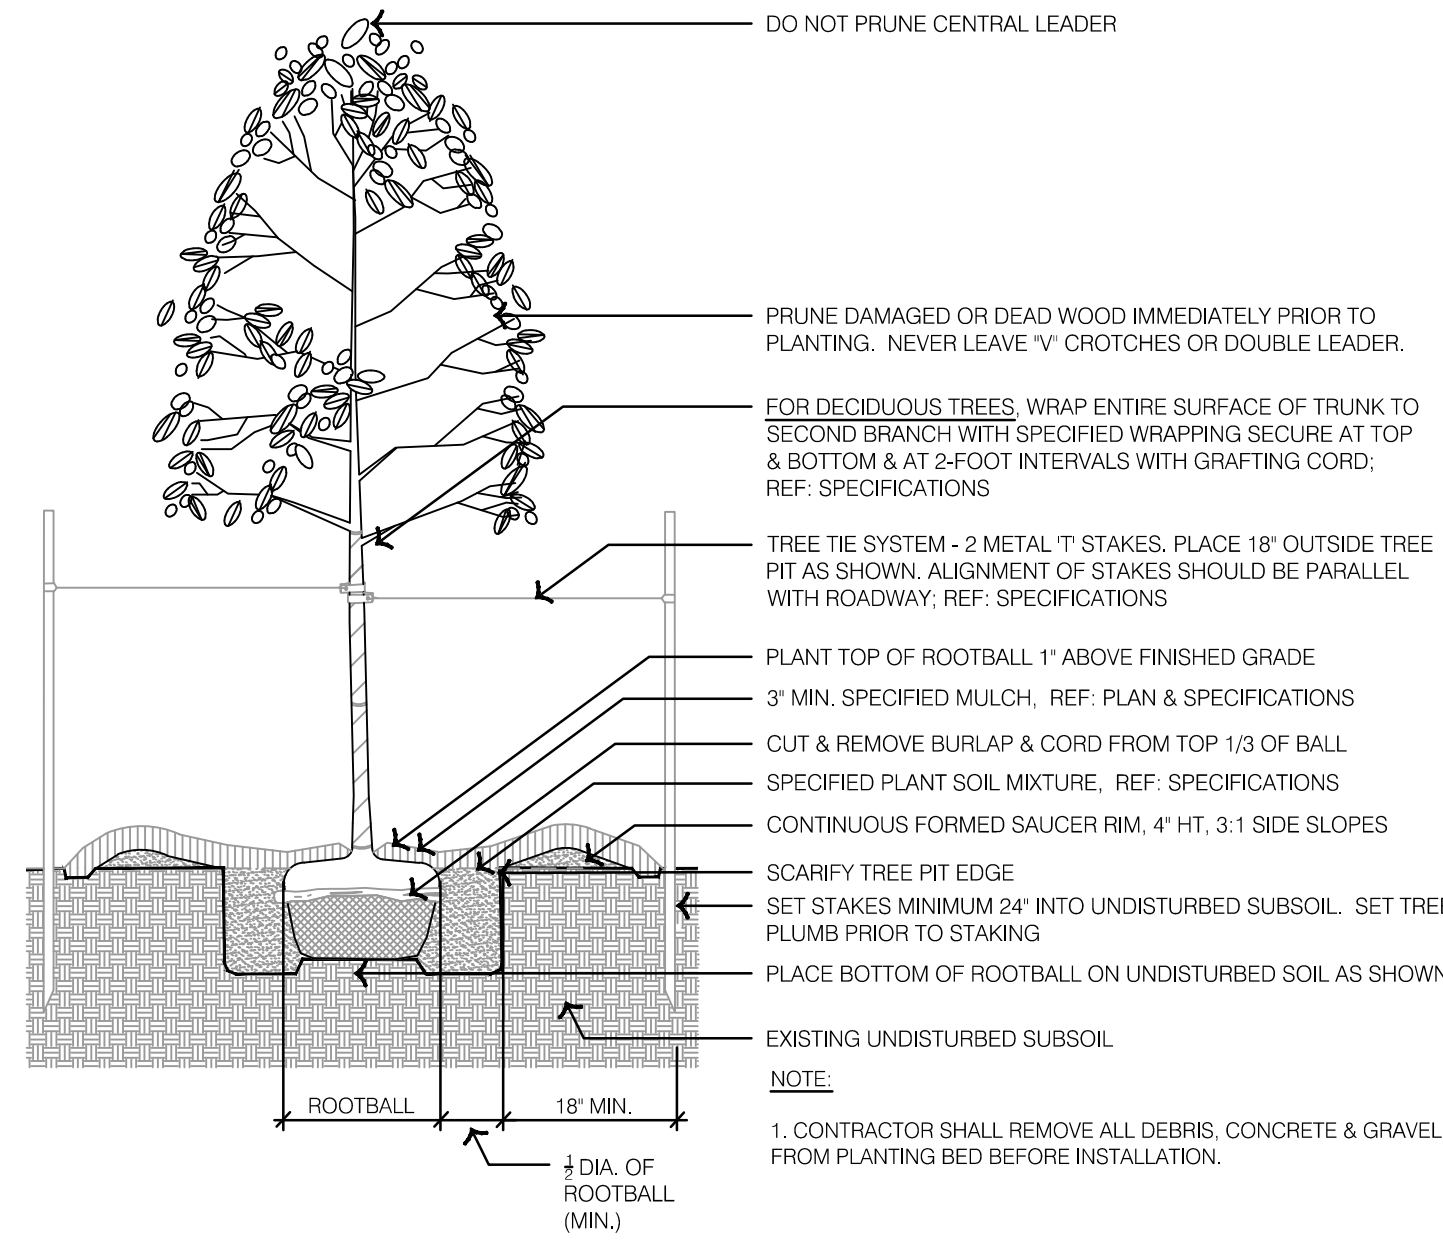 DO NOT PRUNE CENTRAL LEADER
PRUNE DAMAGED OR DEAD WOOD IMMEDIATELY PRIOR TO
PLANTING. NEVER LEAVE "V" CROTCHES OR DOUBLE LEADER.
FOR DECIDUOUS TREES, WRAP ENTIRE SURFACE OF TRUNK TO
SECOND BRANCH WITH SPECIFIED WRAPPING SECURE AT TOP
& BOTTOM & AT 2-FOOT INTERVALS WITH GRAFTING CORD;
REF: SPECIFICATIONS
TREE TIE SYSTEM - 2 METAL 'T' STAKES. PLACE 18" OUTSIDE TREE
PIT AS SHOWN. ALIGNMENT OF STAKES SHOULD BE PARALLEL
WITH ROADWAY; REF: SPECIFICATIONS
PLANT TOP OF ROOTBALL 1" ABOVE FINISHED GRADE
3" MIN. SPECIFIED MULCH, REF: PLAN & SPECIFICATIONS
CUT & REMOVE BURLAP & CORD FROM TOP 1/3 OF BALL
SPECIFIED PLANT SOIL MIXTURE, REF: SPECIFICATIONS
CONTINUOUS FORMED SAUCER RIM, 4" HT, 3:1 SIDE SLOPES
SCARIFY TREE PIT EDGE
SET STAKES MINIMUM 24" INTO UNDISTURBED SUBSOIL. SET TREE
PLUMB PRIOR TO STAKING
PLACE BOTTOM OF ROOTBALL ON UNDISTURBED SOIL AS SHOWN
EXISTING UNDISTURBED SUBSOIL
NOTE:
1. CONTRACTOR SHALL REMOVE ALL DEBRIS, CONCRETE & GRAVEL
FROM PLANTING BED BEFORE INSTALLATION.
ROOTBALL
18" MIN.
½ DIA. OF
ROOTBALL
(MIN.)